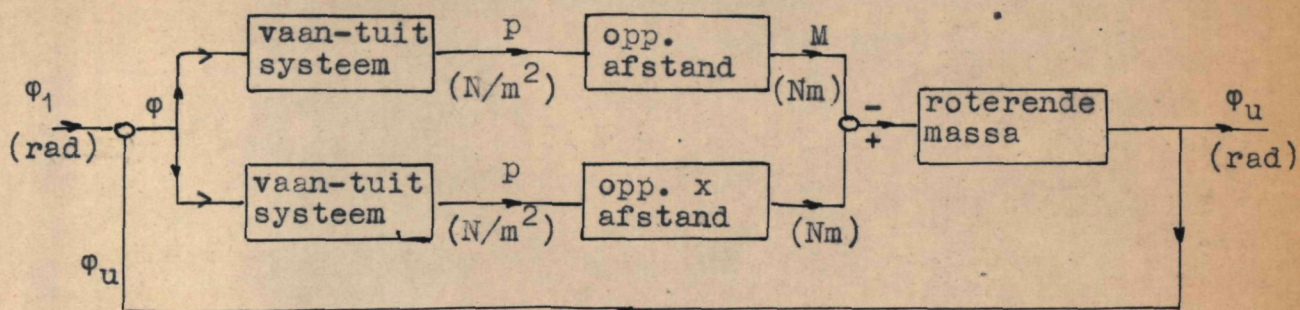 vaan-tuit
systeem
p
(N/m²)
opp.
afstand
M
(Nm)
φ₁
(rad)
φ
-
+
roterende
massa
φᵤ
(rad)
vaan-tuit
systeem
p
(N/m²)
opp. x
afstand
(Nm)
φᵤ